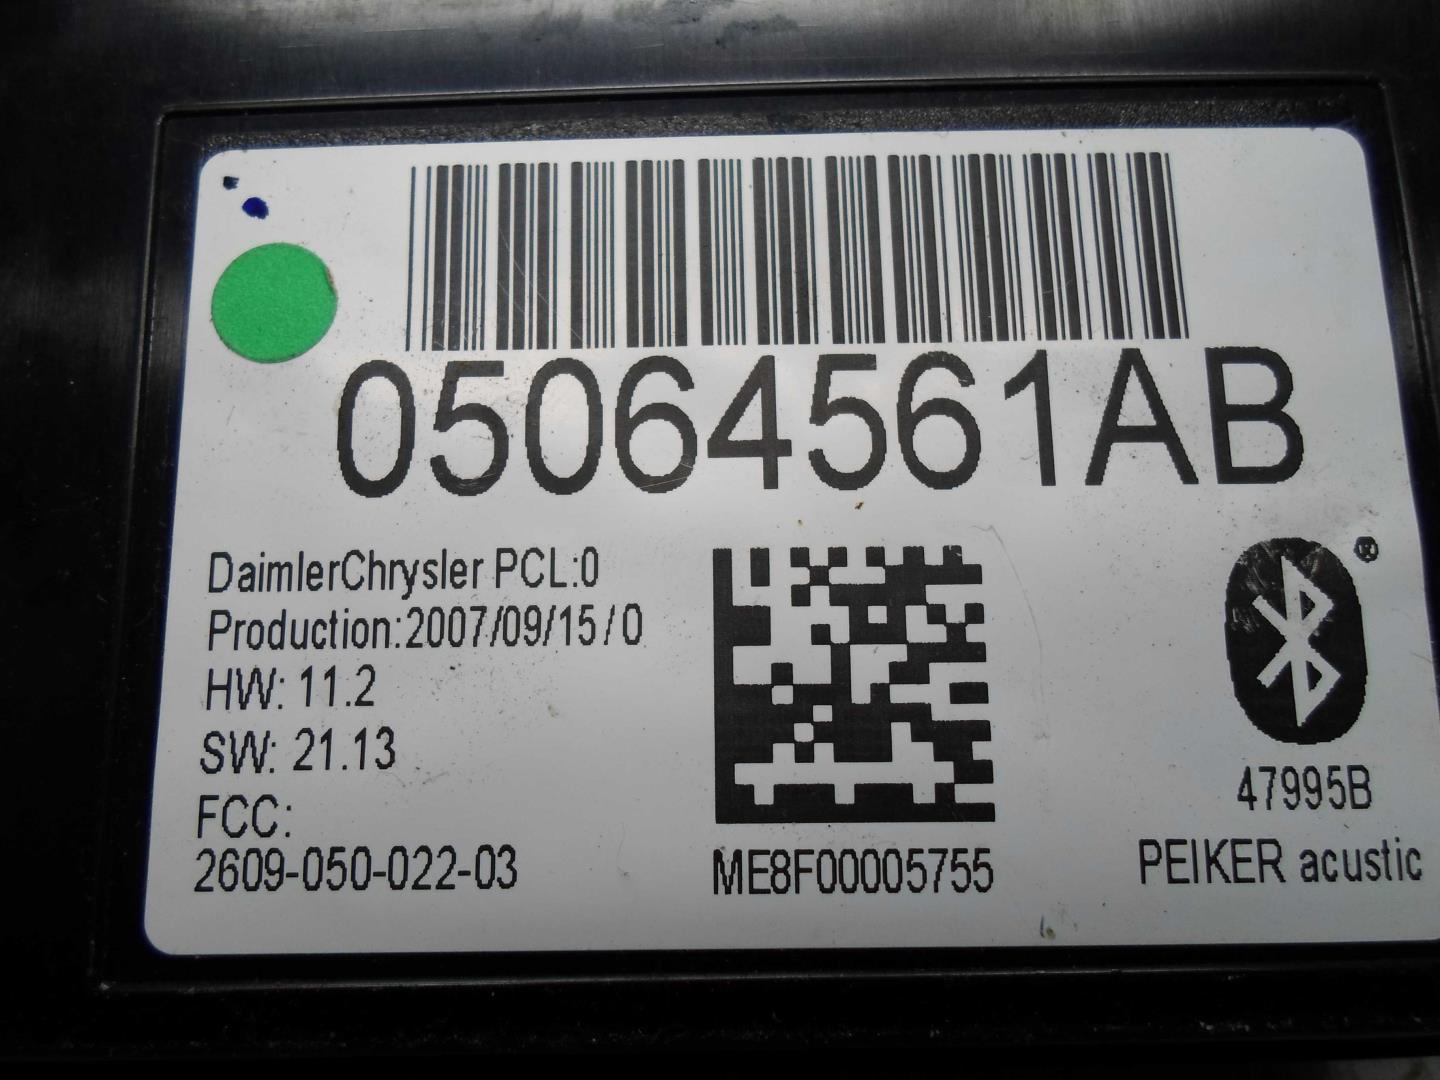 05064561AB
DaimlerChrysler PCL:0
Production:2007/09/15/0
HW: 11.2
SW: 21.13
FCC:
2609-050-022-03
ME8F00005755
®
47995B
PEIKER acustic